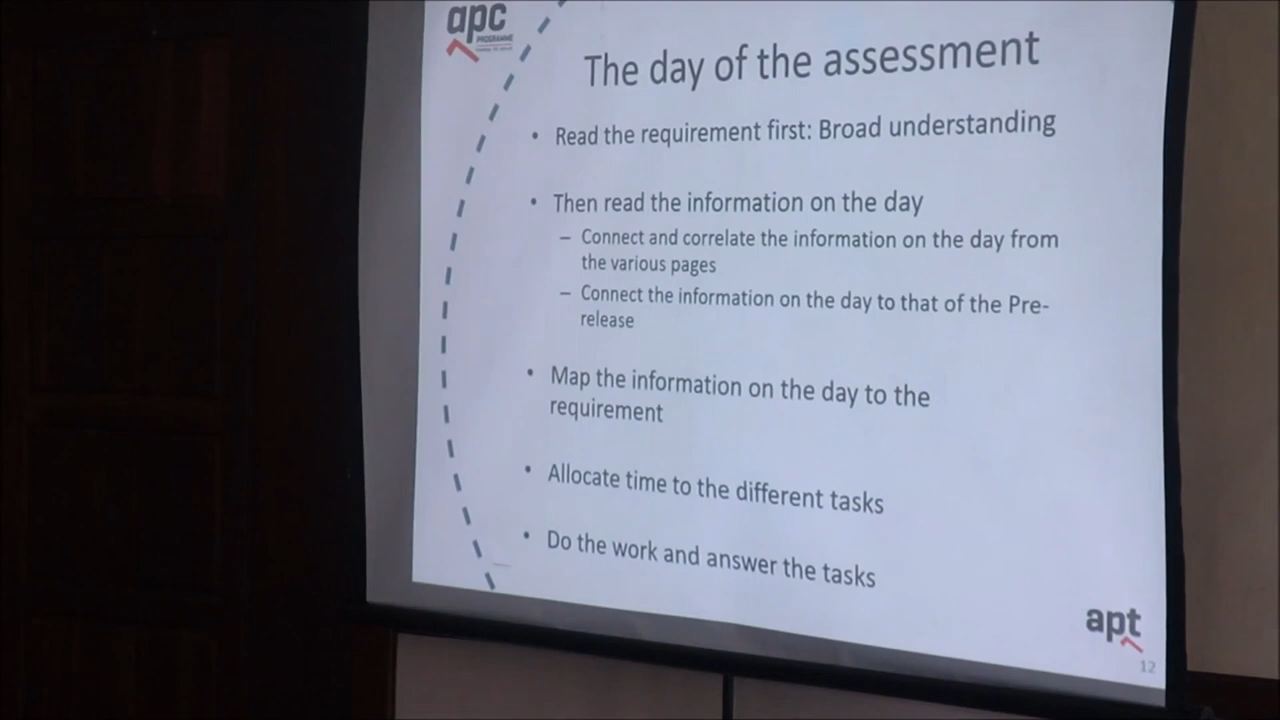 apc
PROGRAMME
The day of the assessment
• Read the requirement first: Broad understanding
• Then read the information on the day
– Connect and correlate the information on the day from
the various pages
– Connect the information on the day to that of the Pre-
release
• Map the information on the day to the
requirement
• Allocate time to the different tasks
• Do the work and answer the tasks
apt
12